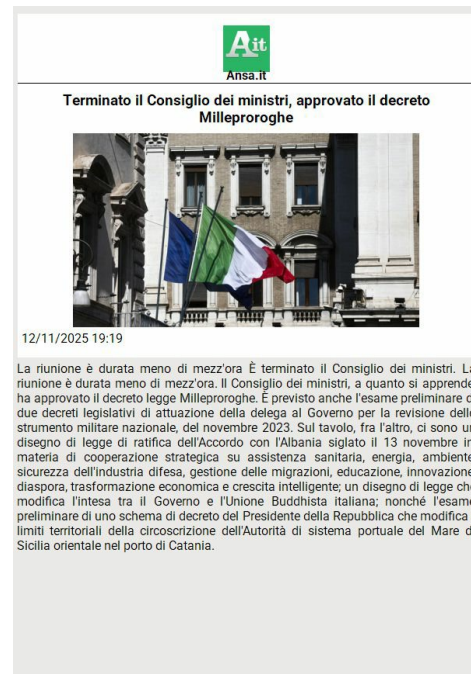 Ait
Ansa.it
Terminato il Consiglio dei ministri, approvato il decreto
Milleproroghe
12/11/2025 19:19
La riunione è durata meno di mezz'ora È terminato il Consiglio dei ministri. La
riunione è durata meno di mezz'ora. Il Consiglio dei ministri, a quanto si apprende
ha approvato il decreto legge Milleproroghe. È previsto anche l'esame preliminare d
due decreti legislativi di attuazione della delega al Governo per la revisione delle
strumento militare nazionale, del novembre 2023. Sul tavolo, fra l'altro, ci sono un
disegno di legge di ratifica dell'Accordo con l'Albania siglato il 13 novembre in
materia di cooperazione strategica su assistenza sanitaria, energia, ambiente
sicurezza dell'industria difesa, gestione delle migrazioni, educazione, innovazione
diaspora, trasformazione economica e crescita intelligente; un disegno di legge che
modifica l'intesa tra il Governo e l'Unione Buddhista italiana; nonché l'esame
preliminare di uno schema di decreto del Presidente della Repubblica che modifica
limiti territoriali della circoscrizione dell'Autorità di sistema portuale del Mare d
Sicilia orientale nel porto di Catania.